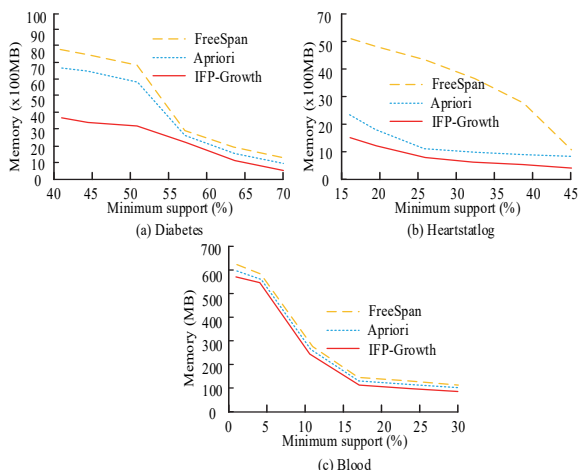 Memory (x 100MB)
100
90
80
70
60
50
40
30
20
10
0
FreeSpan
Apriori
IFP-Growth
40 45 50 55 60 65 70
Minimum support (%)
(a) Diabetes
Memory (x 100MB)
70
50
40
30
20
10
0
FreeSpan
Apriori
IFP-Growth
15 20 25 30 35 40 45
Minimum support (%)
(b) Heartstatlog
Memory (MB)
700
600
500
400
300
200
100
0
FreeSpan
Apriori
IFP-Growth
0 5 10 15 20 25 30
Minimum support (%)
(c) Blood